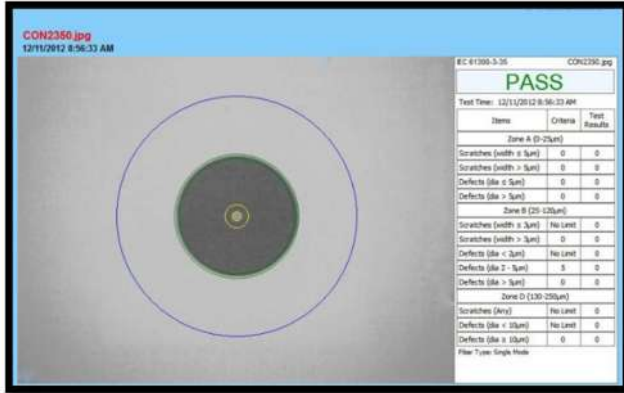 CON2350.jpg
12/11/2012 8:56:33 AM
IEC 61300-3-35 CON2350.jpg
PASS
Test Time: 12/11/2012 8:56:33 AM
Items Criteria Test Results
Zone A (0-25μm)
Scratches (width ≤ 5μm) 0 0
Scratches (width > 5μm) 0 0
Defects (dia ≤ 5μm) 0 0
Defects (dia > 5μm) 0 0
Zone B (25-120μm)
Scratches (width ≤ 3μm) No Limit 0
Scratches (width > 3μm) 0 0
Defects (dia < 2μm) No Limit 0
Defects (dia 2 - 5μm) 5 0
Defects (dia > 5μm) 0 0
Zone D (130-250μm)
Scratches (Any) No Limit 0
Defects (dia < 10μm) No Limit 0
Defects (dia ≥ 10μm) 0 0
Fiber Type: Single Mode